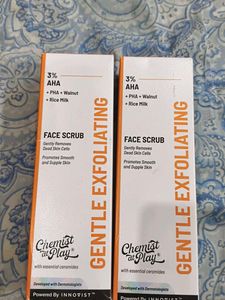 3%
AHA
+ PHA + Walnut
+ Rice Milk
FACE SCRUB
Gently Removes
Dead Skin Cells
Promotes Smooth
and Supple Skin
Chemist
at Play
with essential ceramides
Developed with Dermatologists
Powered By INNOVIST™
GENTLE EXFOLIATING
3%
AHA
+ PHA + Walnut
+ Rice Milk
FACE SCRUB
Gently Removes
Dead Skin Cells
Promotes Smooth
and Supple Skin
Chemist
at Play®
with essential ceramides
Developed with Dermatologists
Powered By INNOVIST™
GENTLE EXFOLIATING